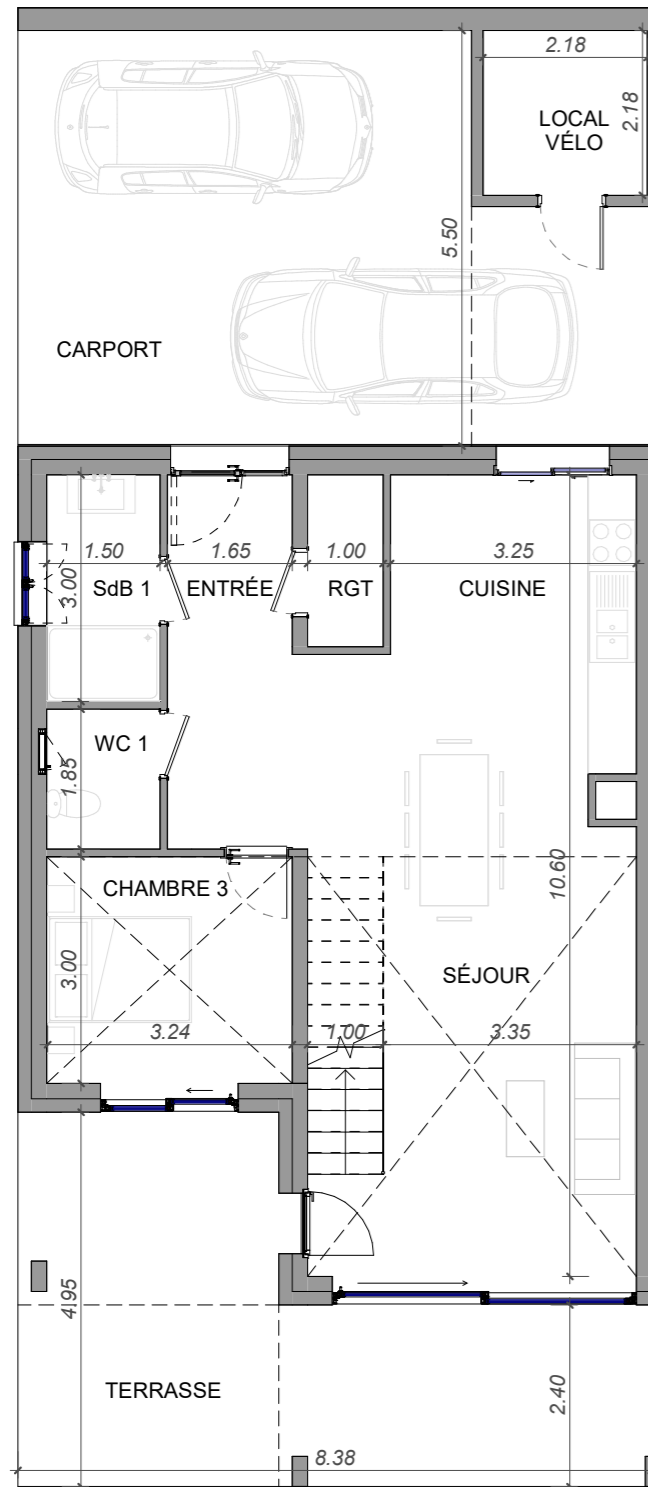 2.18
LOCAL
VÉLO
2.18
5.50
CARPORT
1.50
1.65
1.00
3.25
SdB 1
ENTRÉE
RGT
CUISINE
3.00
WC 1
1.85
CHAMBRE 3
10.60
3.00
SÉJOUR
3.24
1.00
3.35
4.95
TERRASSE
2.40
8.38